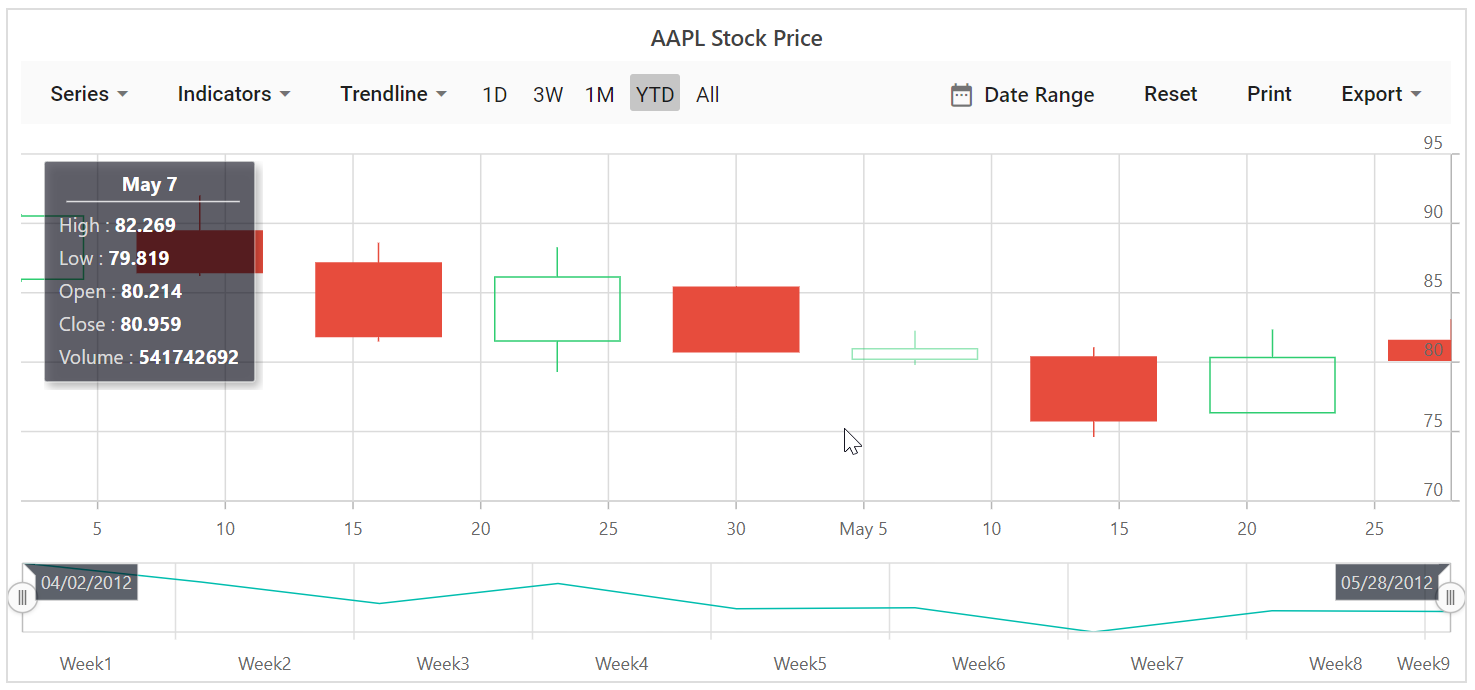 AAPL Stock Price
Series Indicators Trendline 1D 3W 1M YTD All Date Range Reset Print Export
95
90
85
80
75
70
May 7
High : 82.269
Low : 79.819
Open : 80.214
Close : 80.959
Volume : 541742692
5 10 15 20 25 30 May 5 10 15 20 25
04/02/2012 05/28/2012
Week1 Week2 Week3 Week4 Week5 Week6 Week7 Week8 Week9